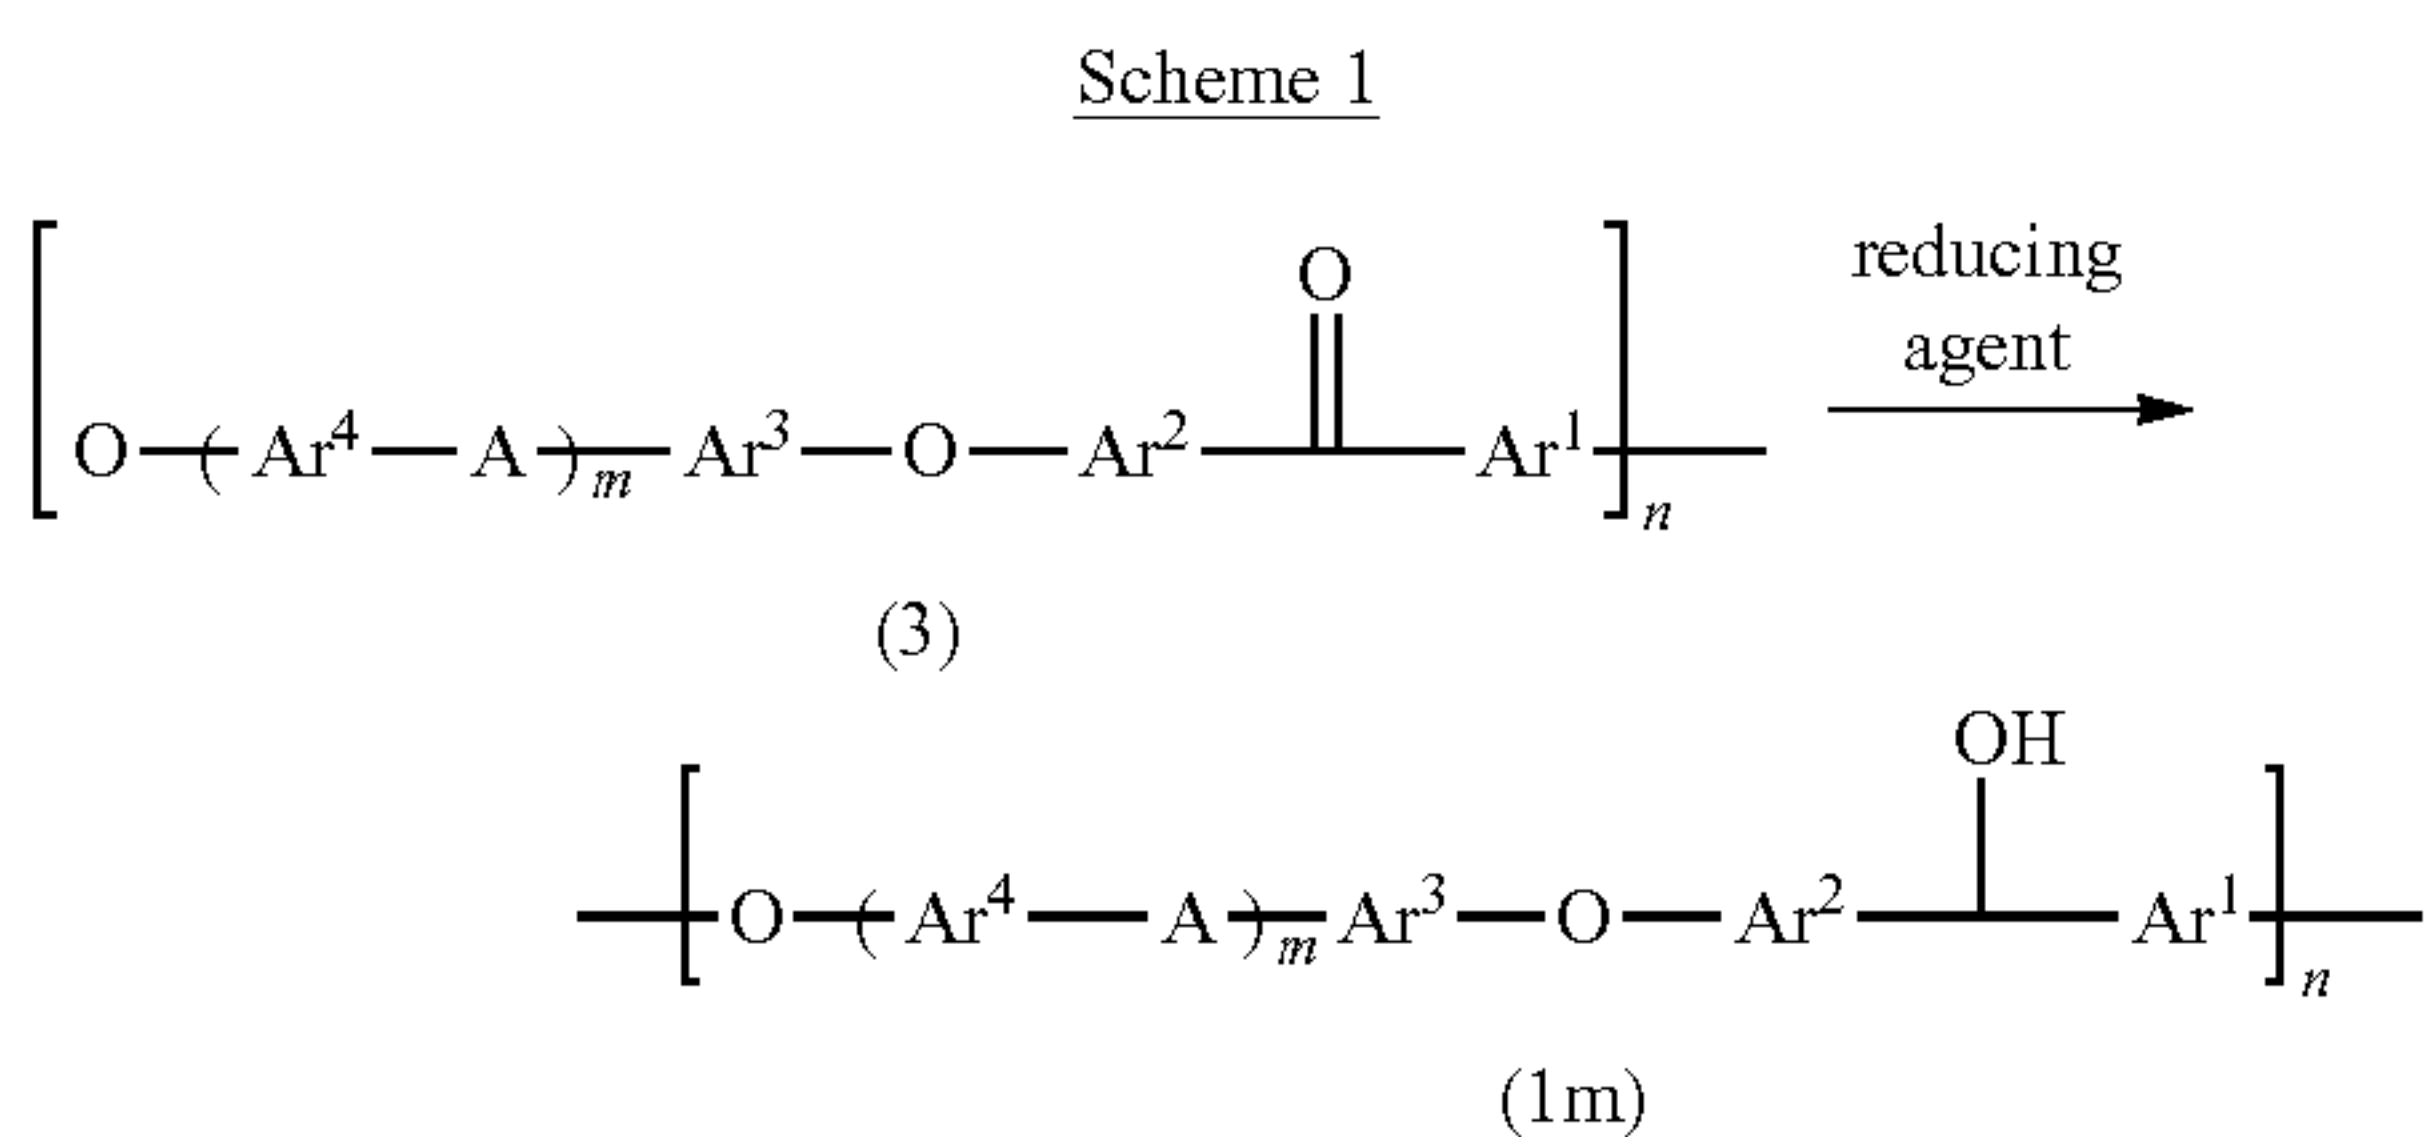 Scheme 1
O
reducing
agent
O ( Ar⁴ A )m Ar³ O Ar² Ar¹ n
(3)
OH
O ( Ar⁴ A )m Ar³ O Ar² Ar¹ n
(1m)